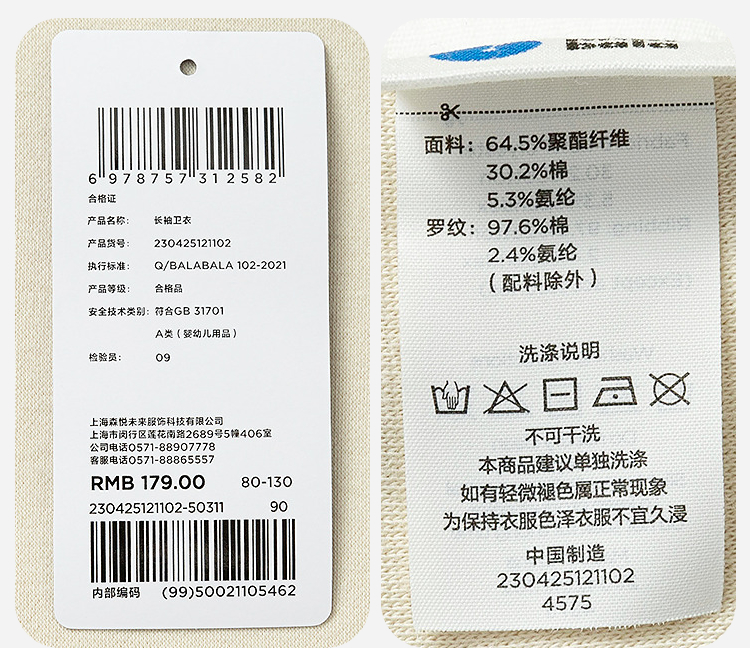 6 978757 312582
合格证
产品名称: 长袖卫衣
产品货号: 230425121102
执行标准: Q/BALABALA 102-2021
产品等级: 合格品
安全技术类别: 符合GB 31701
A类（婴幼儿用品）
检验员: 09
上海森悦未来服饰科技有限公司
上海市闵行区莲花南路2689号5幢406室
公司电话0571-88907778
客服电话0571-88865557
RMB 179.00 80-130
230425121102-50311 90
内部编码 (99)50021105462
面料: 64.5%聚酯纤维
30.2%棉
5.3%氨纶
罗纹: 97.6%棉
2.4%氨纶
（配料除外）
洗涤说明
不可干洗
本商品建议单独洗涤
如有轻微褪色属正常现象
为保持衣服色泽衣服不宜久浸
中国制造
230425121102
4575